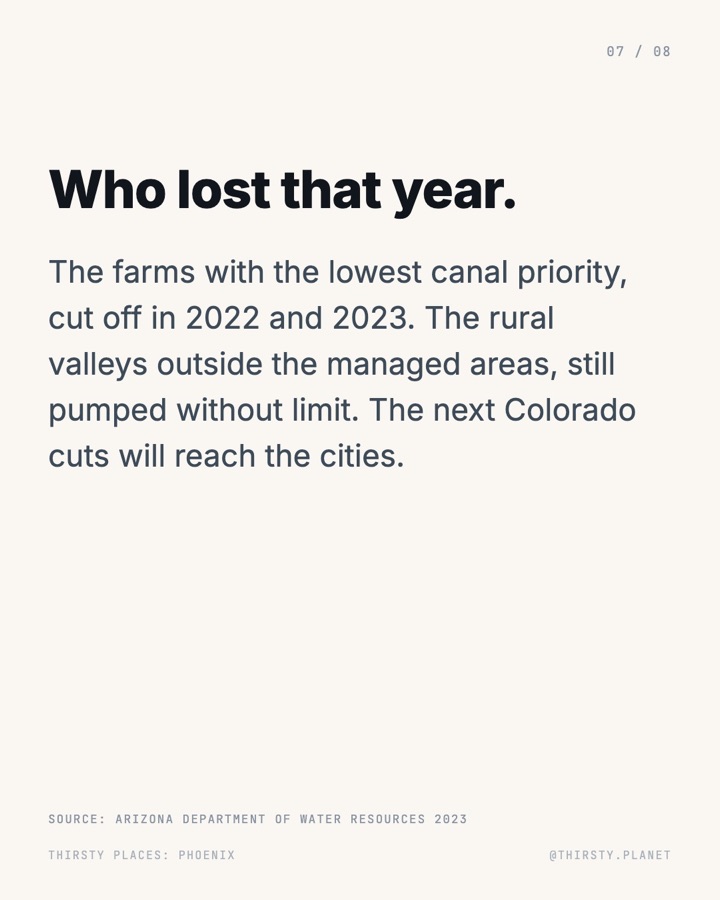 07 / 08
Who lost that year.
The farms with the lowest canal priority,
cut off in 2022 and 2023. The rural
valleys outside the managed areas, still
pumped without limit. The next Colorado
cuts will reach the cities.
SOURCE: ARIZONA DEPARTMENT OF WATER RESOURCES 2023
THIRSTY PLACES: PHOENIX
@THIRSTY.PLANET